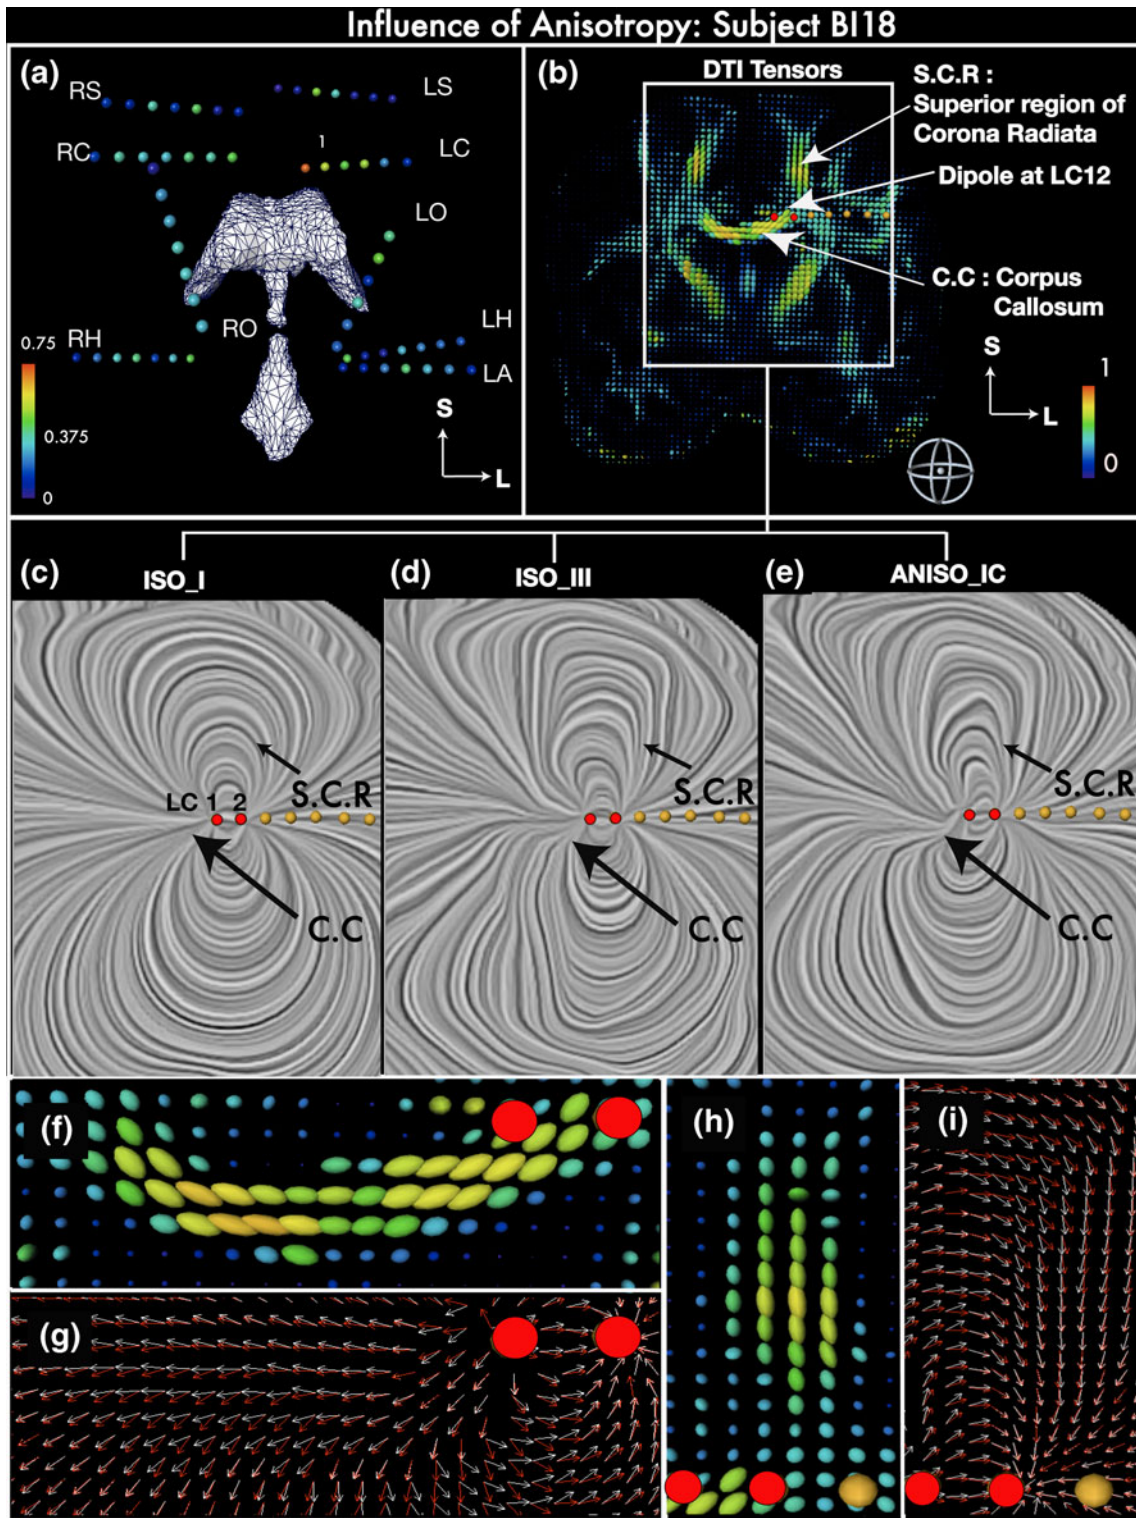 Influence of Anisotropy: Subject BI18
(a)
RS
LS
1
RC
LC
LO
RO
RH
LH
LA
0.75
0.375
0
S
L
(b)
DTI Tensors
S.C.R :
Superior region of
Corona Radiata
Dipole at LC12
C.C : Corpus
Callosum
S
L
1
0
(c)
ISO_I
(d)
ISO_III
(e)
ANISO_IC
S.C.R
LC 1 2
C.C
S.C.R
C.C
S.C.R
C.C
(f)
(g)
(h)
(i)